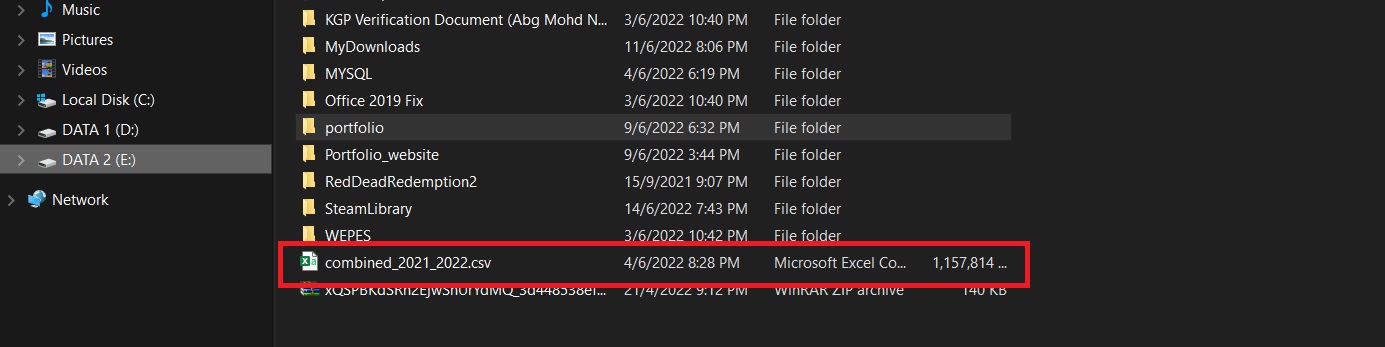 Music
Pictures
Videos
Local Disk (C:)
DATA 1 (D:)
DATA 2 (E:)
Network
KGP Verification Document (Abg Mohd N... 3/6/2022 10:40 PM File folder
MyDownloads 11/6/2022 8:06 PM File folder
MYSQL 4/6/2022 6:19 PM File folder
Office 2019 Fix 3/6/2022 10:40 PM File folder
portfolio 9/6/2022 6:32 PM File folder
Portfolio_website 9/6/2022 3:44 PM File folder
RedDeadRedemption2 15/9/2021 9:07 PM File folder
SteamLibrary 14/6/2022 7:43 PM File folder
WEPES 3/6/2022 10:42 PM File folder
combined_2021_2022.csv 4/6/2022 8:28 PM Microsoft Excel Co... 1,157,814 ...
21/4/2022 9:12 PM WinRAR ZIP archive 140 KB